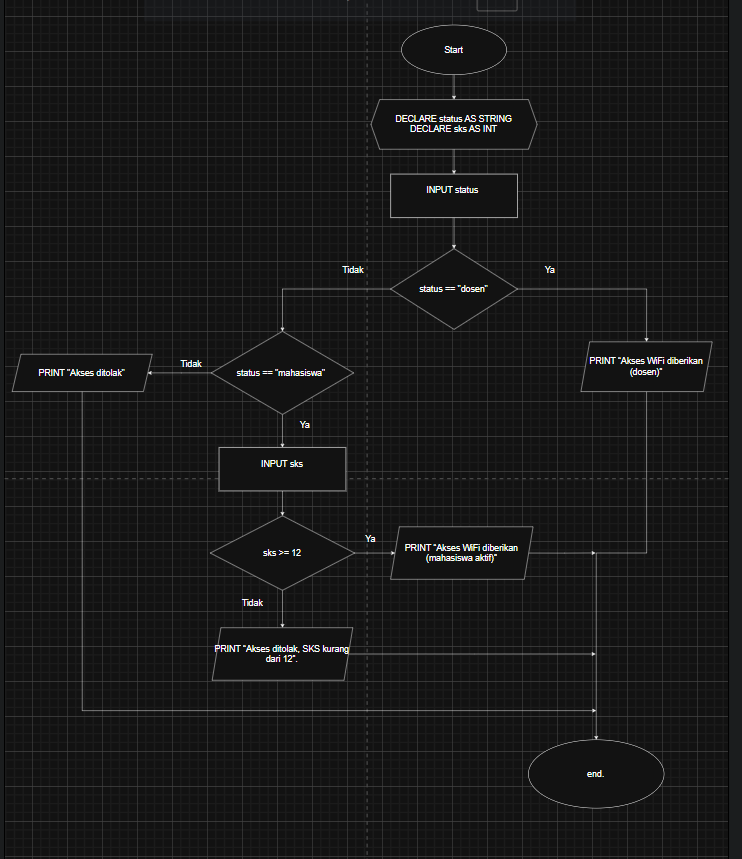 Start
DECLARE status AS STRING
DECLARE sks AS INT
INPUT status
Tidak
Ya
status == "dosen"
PRINT "Akses WiFi diberikan
(dosen)"
Tidak
PRINT "Akses ditolak"
status == "mahasiswa"
Ya
INPUT sks
Ya
sks >= 12
PRINT "Akses WiFi diberikan
(mahasiswa aktif)"
Tidak
PRINT "Akses ditolak, SKS kurang
dari 12".
end.